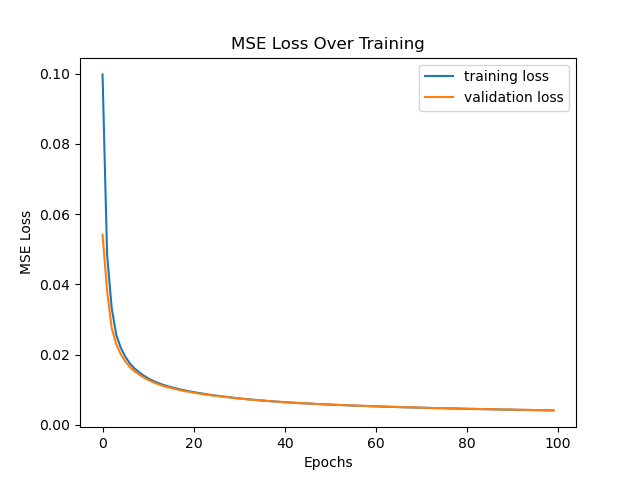 MSE Loss Over Training
training loss
validation loss
MSE Loss
0.10
0.08
0.06
0.04
0.02
0.00
0 20 40 60 80 100
Epochs